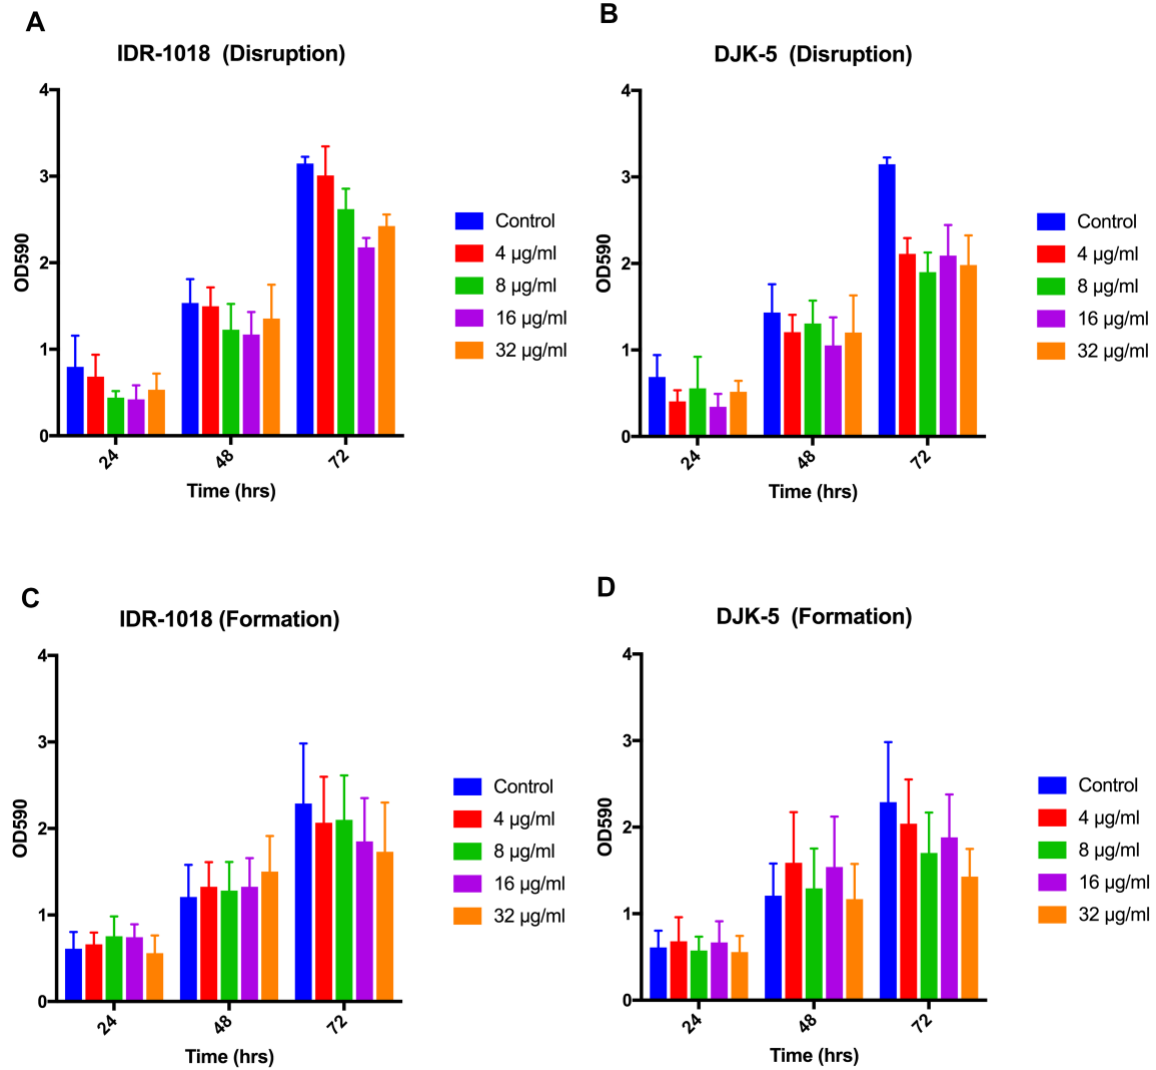 A
IDR-1018 (Disruption)
OD590
4
3
2
1
0
24
48
72
Time (hrs)
Control
4 µg/ml
8 µg/ml
16 µg/ml
32 µg/ml
B
DJK-5 (Disruption)
OD590
4
3
2
1
0
24
48
72
Time (hrs)
Control
4 µg/ml
8 µg/ml
16 µg/ml
32 µg/ml
C
IDR-1018 (Formation)
OD590
4
3
2
1
0
24
48
72
Time (hrs)
Control
4 µg/ml
8 µg/ml
16 µg/ml
32 µg/ml
D
DJK-5 (Formation)
OD590
4
3
2
1
0
24
48
72
Time (hrs)
Control
4 µg/ml
8 µg/ml
16 µg/ml
32 µg/ml